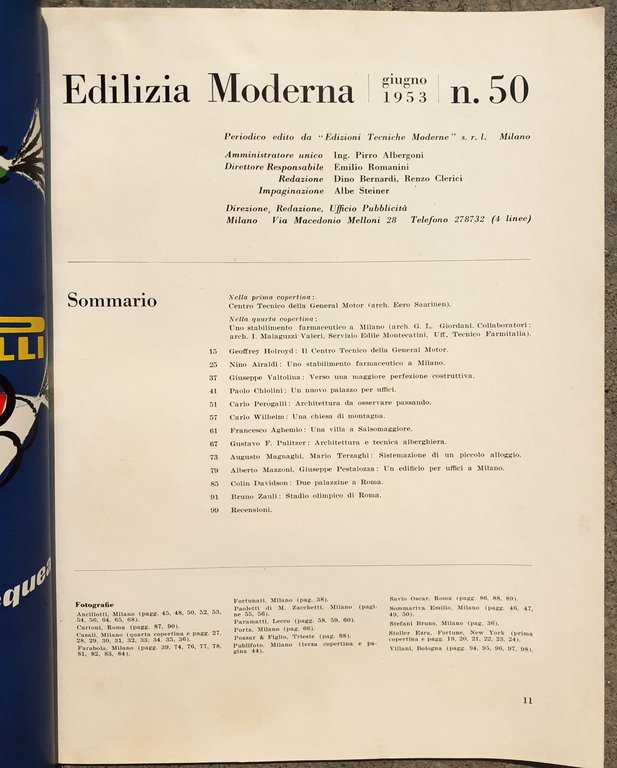 Edilizia Moderna giugno 1953 n. 50
Periodico edito da "Edizioni Tecniche Moderne" s. r. l. Milano
Amministratore unico Ing. Pirro Albergoni
Direttore Responsabile Emilio Romanini
Redazione Dino Bernardi, Renzo Clerici
Impaginazione Albe Steiner
Direzione, Redazione, Ufficio Pubblicità
Milano Via Macedonio Melloni 28 Telefono 278732 (4 linee)
Sommario
Nella prima copertina:
Centro Tecnico della General Motor (arch. Eero Saarinen).
Nella quarta copertina:
Uno stabilimento farmaceutico a Milano (arch. G. L. Giordani. Collaboratori:
arch. I. Malaguzzi Valeri, Servizio Edile Montecatini, Uff. Tecnico Farmitalia).
15 Geoffrey Holroyd: Il Centro Tecnico della General Motor.
25 Nino Airaldi: Uno stabilimento farmaceutico a Milano.
37 Giuseppe Valtolina: Verso una maggiore perfezione costruttiva.
41 Paolo Chiolini: Un nuovo palazzo per uffici.
51 Carlo Perogalli: Architettura da osservare passando.
57 Carlo Wilhelm: Una chiesa di montagna.
61 Francesco Aghemio: Una villa a Salsomaggiore.
67 Gustavo F. Pulitzer: Architettura e tecnica alberghiera.
73 Augusto Magnaghi, Mario Terzaghi: Sistemazione di un piccolo alloggio.
79 Alberto Mazzoni, Giuseppe Pestalozza: Un edificio per uffici a Milano.
85 Colin Davidson: Due palazzine a Roma.
91 Bruno Zauli: Stadio olimpico di Roma.
99 Recensioni.
Fotografie
Ancillotti, Milano (pagg. 45, 48, 50, 52, 53,
54, 56, 64, 65, 68).
Cartoni, Roma (pagg. 87, 90).
Casali, Milano (quarta copertina e pagg. 27,
28, 29, 30, 31, 32, 33, 34, 35, 36).
Farabola, Milano (pagg. 39, 74, 76, 77, 78,
81, 82, 83, 84).
Fortunati, Milano (pag. 38).
Paoletti di M. Zacchetti, Milano (pagi-
ne 55, 56).
Paramatti, Lecco (pagg. 58, 59, 60).
Porta, Milano (pag. 66).
Pozzar & Figlio, Trieste (pag. 68).
Publifoto, Milano (terza copertina e pa-
gina 44).
Savio Oscar, Roma (pagg. 86, 88, 89).
Sommariva Emilio, Milano (pagg. 46, 47,
49, 50).
Stefani Bruno, Milano (pag. 36).
Stoller Ezra, Fortune, New York (prima
copertina e pagg. 19, 20, 21, 22, 23, 24).
Villani, Bologna (pagg. 94, 95, 96, 97, 98).
11